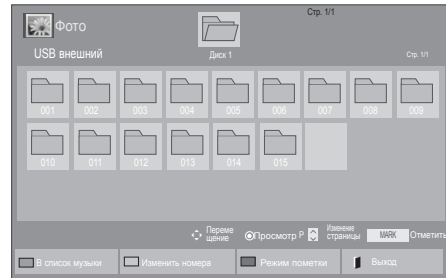 Стр. 1/1
Фото
USB внешний
Диск 1
Стр. 1/1
001 002 003 004 005 006 007 008 009
010 011 012 013 014 015
Переме
щение
Просмотр
P
Измнене
страницы
MARK
Отметить
В список музыки
Изменить номера
Режим пометки
Выход